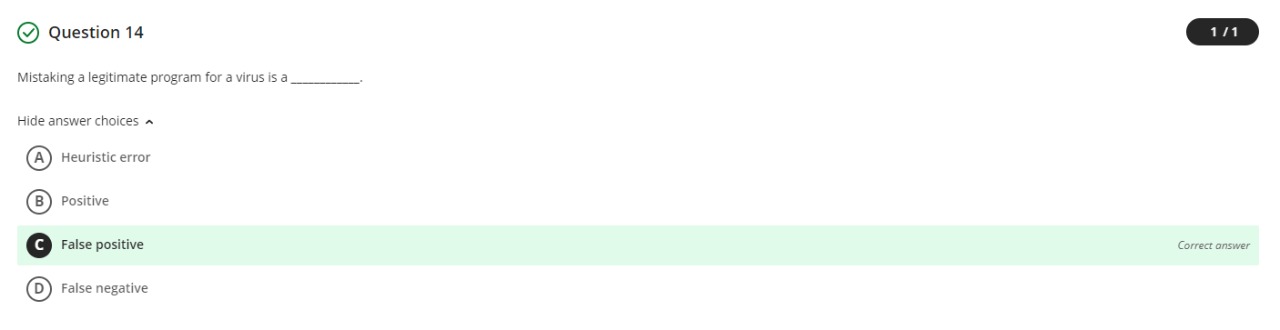 Question 14
1 / 1
Mistaking a legitimate program for a virus is a ____________.
Hide answer choices
A Heuristic error
B Positive
C False positive Correct answer
D False negative